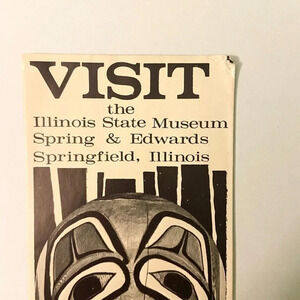 VISIT
the
Illinois State Museum
Spring & Edwards
Springfield, Illinois